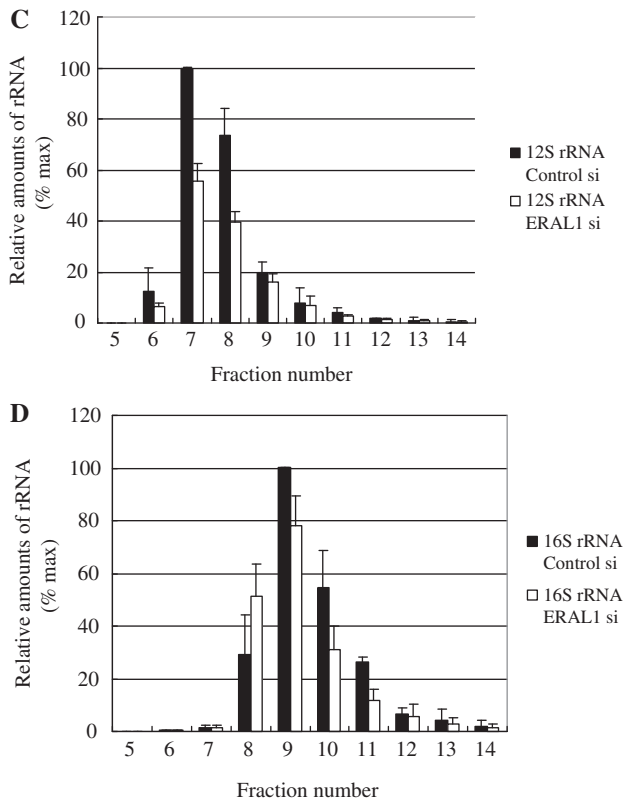 C
Relative amounts of rRNA
(% max)
120
100
80
60
40
20
0
5 6 7 8 9 10 11 12 13 14
Fraction number
12S rRNA
Control si
12S rRNA
ERAL1 si
D
Relative amounts of rRNA
(% max)
120
100
80
60
40
20
0
5 6 7 8 9 10 11 12 13 14
Fraction number
16S rRNA
Control si
16S rRNA
ERAL1 si